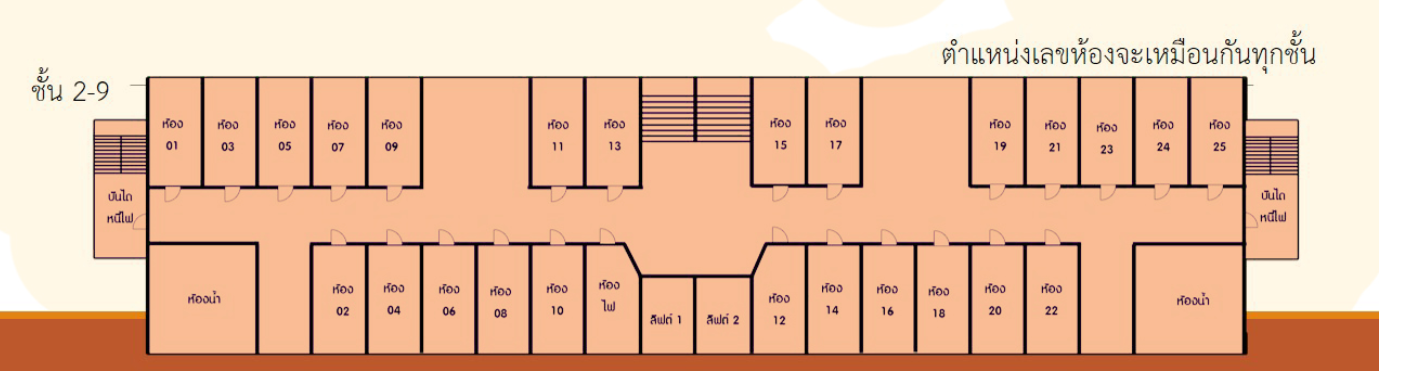 ตำแหน่งเลขห้องจะเหมือนกันทุกชั้น
ชั้น 2-9
ห้อง
01
ห้อง
03
ห้อง
05
ห้อง
07
ห้อง
09
ห้อง
11
ห้อง
13
ห้อง
15
ห้อง
17
ห้อง
19
ห้อง
21
ห้อง
23
ห้อง
24
ห้อง
25
บันได
หนีไฟ
บันได
หนีไฟ
ห้องน้ำ
ห้อง
02
ห้อง
04
ห้อง
06
ห้อง
08
ห้อง
10
ห้อง
ไฟ
ลิฟต์ 1
ลิฟต์ 2
ห้อง
12
ห้อง
14
ห้อง
16
ห้อง
18
ห้อง
20
ห้อง
22
ห้องน้ำ